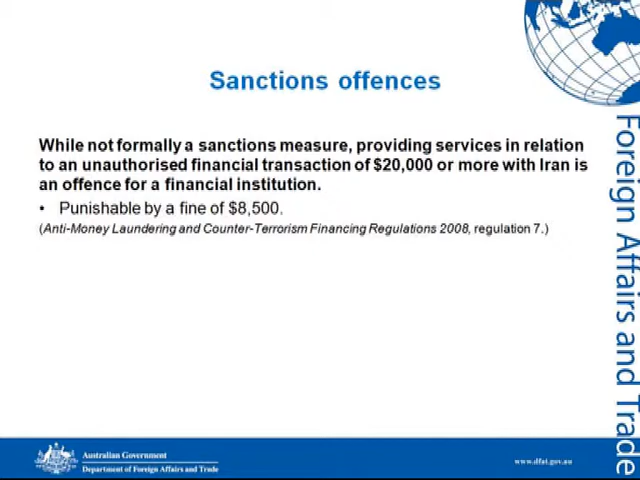 Sanctions offences
While not formally a sanctions measure, providing services in relation
to an unauthorised financial transaction of $20,000 or more with Iran is
an offence for a financial institution.
• Punishable by a fine of $8,500.
(Anti-Money Laundering and Counter-Terrorism Financing Regulations 2008, regulation 7.)
Foreign Affairs and Trade
Australian Government
Department of Foreign Affairs and Trade
www.dfat.gov.au